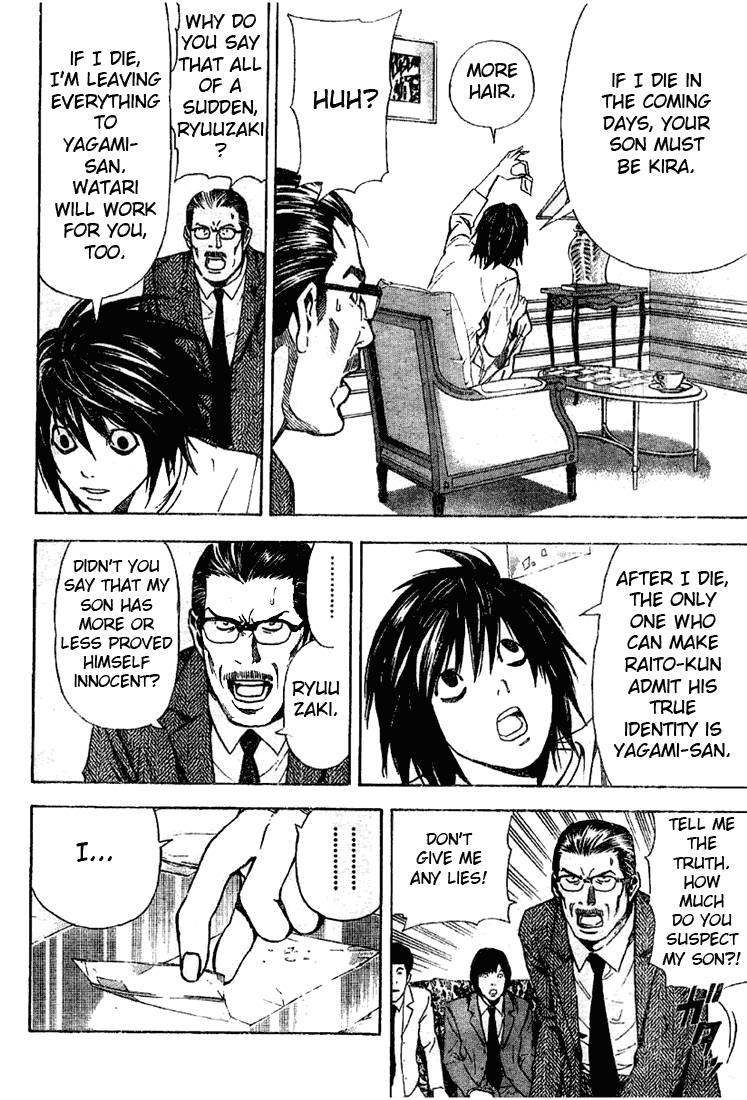 IF I DIE IN
THE COMING
DAYS, YOUR
SON MUST
BE KIRA.
MORE
HAIR.
HUH?
WHY DO
YOU SAY
THAT ALL
OF A
SUDDEN,
RYUUZAKI
?
IF I DIE,
I'M LEAVING
EVERYTHING
TO
YAGAMI-
SAN.
WATARI
WILL WORK
FOR YOU,
TOO.
AFTER I DIE,
THE ONLY
ONE WHO
CAN MAKE
RAITO-KUN
ADMIT HIS
TRUE
IDENTITY IS
YAGAMI-SAN.
………
RYUU
ZAKI.
DIDN'T YOU
SAY THAT MY
SON HAS
MORE OR
LESS PROVED
HIMSELF
INNOCENT?
TELL ME
THE
TRUTH.
HOW
MUCH
DO YOU
SUSPECT
MY SON?!
DON'T
GIVE ME
ANY LIES!
ガタッ
………
I...